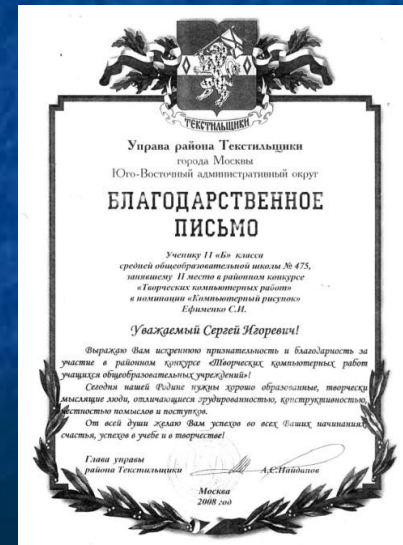 ТЕКСТИЛЬЩИКИ
Управа района Текстильщики
города Москвы
Юго-Восточный административный округ
БЛАГОДАРСТВЕННОЕ
ПИСЬМО
Ученику 11 «Б» класса
средней общеобразовательной школы № 475,
занявшему II место в районном конкурсе
«Творческих компьютерных работ»
в номинации «Компьютерный рисунок»
Ефименко С.И.
Уважаемый Сергей Игоревич!
Выражаю Вам искреннюю признательность и благодарность за
участие в районном конкурсе «Творческих компьютерных работ
учащихся общеобразовательных учреждений»!
Сегодня нашей Родине нужны хорошо образованные, творчески
мыслящие люди, отличающиеся эрудированностью, конструктивностью,
честностью помыслов и поступков.
От всей души желаю Вам успехов во всех Ваших начинаниях,
счастья, успехов в учебе и в творчестве!
Глава управы
района Текстильщики А.Е.Найданов
Москва
2008 год